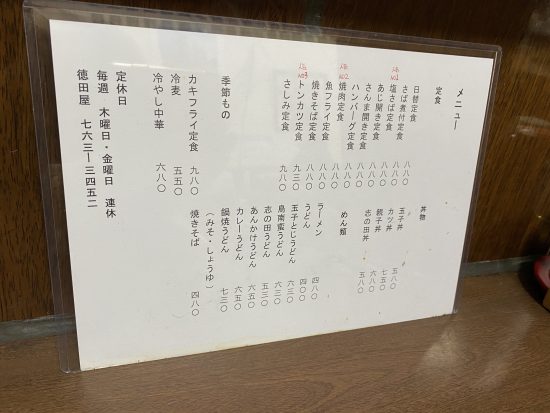 メニュー
定食
日替定食 八八〇
さば煮付定食 八八〇
塩さば定食 八八〇
あじ開き定食 八八〇
さんま開き定食 八八〇
ハンバーグ定食 八八〇
焼肉定食 八八〇
魚フライ定食 八八〇
焼きそば定食 八八〇
トンカツ定食 九三〇
さしみ定食 九八〇
丼物
玉子丼 五八〇
カツ丼 七五〇
親子丼 六八〇
志の田丼 五八〇
めん類
ラーメン 四八〇
うどん 四〇〇
玉子とじうどん 五三〇
鳥南蛮うどん 六三〇
志の田うどん 五三〇
あんかけうどん 六五〇
カレーうどん 六五〇
鍋焼うどん 七三〇
(みそ・しょうゆ)
焼きそば 四八〇
季節もの
カキフライ定食 九八〇
冷麦 五五〇
冷やし中華 六八〇
定休日
毎週 木曜日・金曜日 連休
徳田屋 七六三ー三四五二